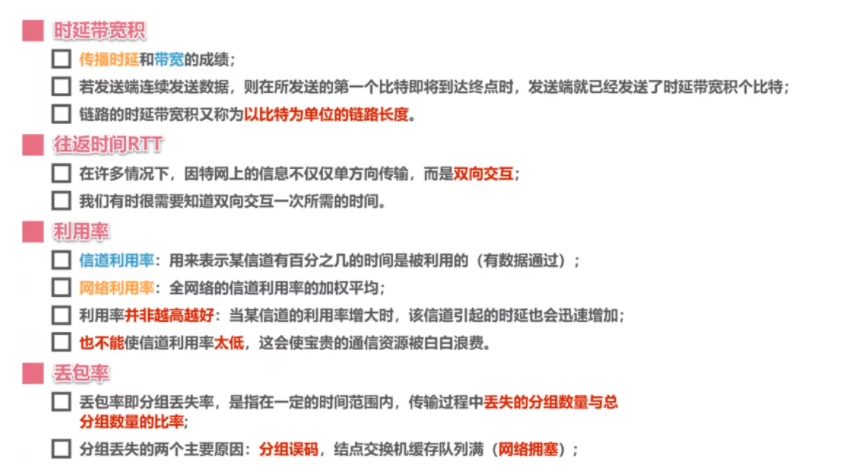 时延带宽积
传播时延和带宽的成绩；
若发送端连续发送数据，则在所发送的第一个比特即将到达终点时，发送端就已经发送了时延带宽积个比特；
链路的时延带宽积又称为以比特为单位的链路长度。
往返时间RTT
在许多情况下，因特网上的信息不仅仅单方向传输，而是双向交互；
我们有时很需要知道双向交互一次所需的时间。
利用率
信道利用率：用来表示某信道有百分之几的时间是被利用的（有数据通过）；
网络利用率：全网络的信道利用率的加权平均；
利用率并非越高越好：当某信道的利用率增大时，该信道引起的时延也会迅速增加；
也不能使信道利用率太低，这会使宝贵的通信资源被白白浪费。
丢包率
丢包率即分组丢失率，是指在一定的时间范围内，传输过程中丢失的分组数量与总
分组数量的比率；
分组丢失的两个主要原因：分组误码，结点交换机缓存队列满（网络拥塞）；